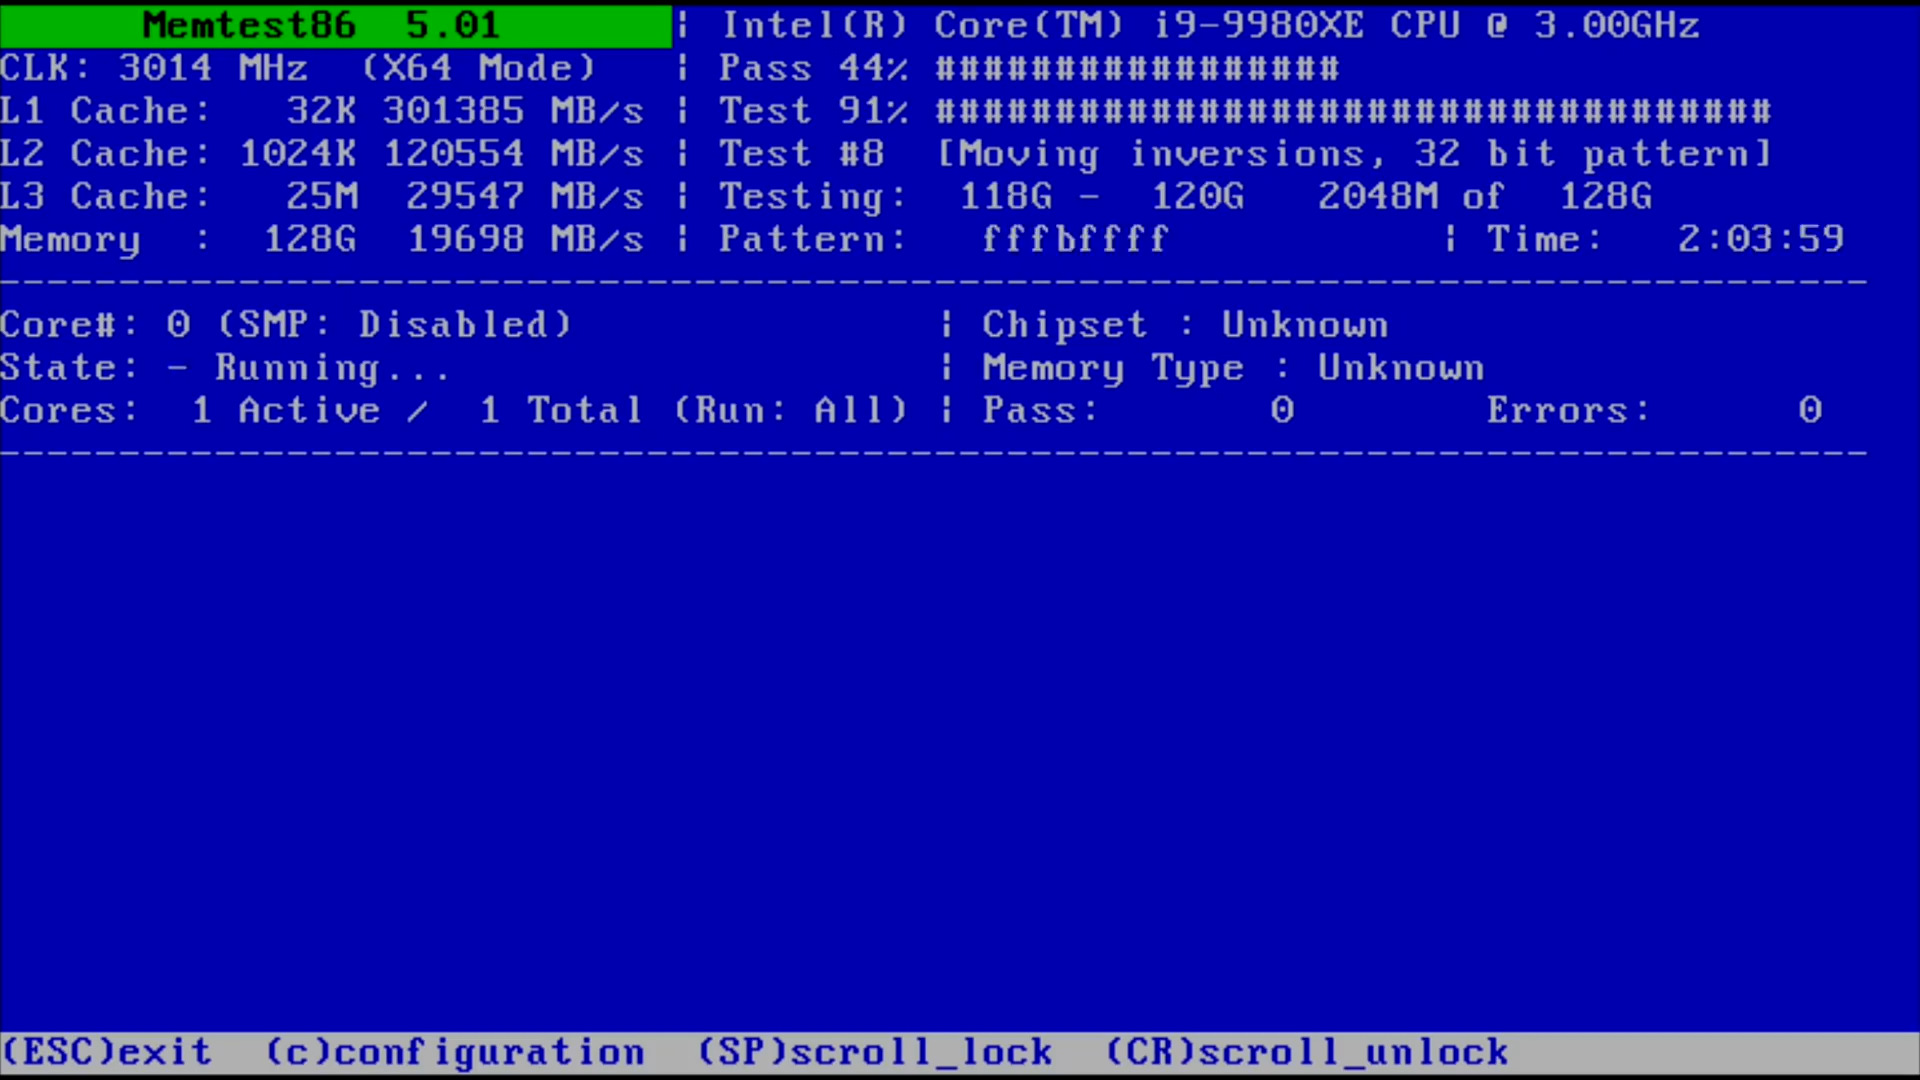 Memtest86  5.01 | Intel(R) Core(TM) i9-9980XE CPU @ 3.00GHz
CLK: 3014 MHz  (X64 Mode) | Pass 44% #################
L1 Cache:   32K 301385 MB/s | Test 91% ###################################
L2 Cache: 1024K 120554 MB/s | Test #8  [Moving inversions, 32 bit pattern]
L3 Cache:   25M  29547 MB/s | Testing:  118G -  120G   2048M of  128G
Memory  :  128G  19698 MB/s | Pattern:   fffbffff | Time:   2:03:59
------------------------------------------------------------------------------
Core#: 0 (SMP: Disabled) | Chipset : Unknown
State: - Running... | Memory Type : Unknown
Cores:  1 Active /  1 Total (Run: All) | Pass:       0        Errors:      0
------------------------------------------------------------------------------
(ESC)exit  (c)configuration  (SP)scroll_lock  (CR)scroll_unlock